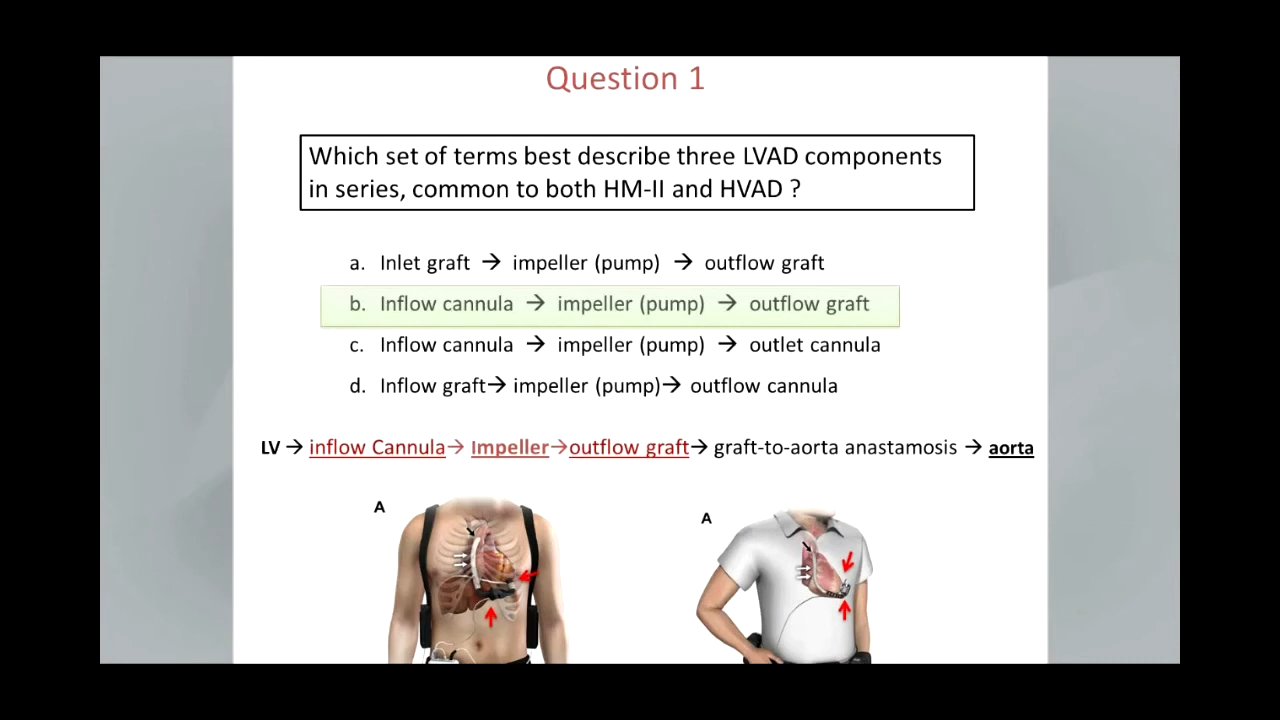 Question 1
Which set of terms best describe three LVAD components
in series, common to both HM-II and HVAD ?
a. Inlet graft → impeller (pump) → outflow graft
b. Inflow cannula → impeller (pump) → outflow graft
c. Inflow cannula → impeller (pump) → outlet cannula
d. Inflow graft→ impeller (pump)→ outflow cannula
LV → inflow Cannula→ Impeller→outflow graft→ graft-to-aorta anastamosis → aorta
A
A